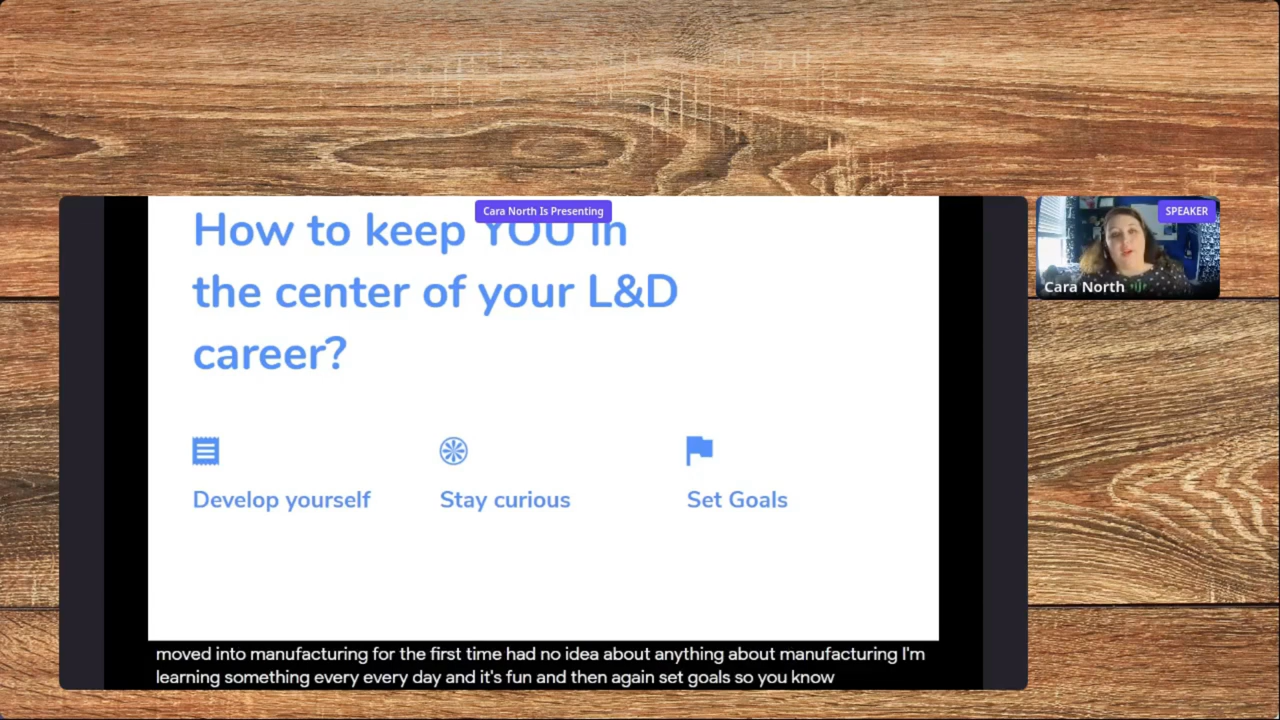 Cara North Is Presenting
How to keep YOU in
the center of your L&D
career?
Develop yourself
Stay curious
Set Goals
moved into manufacturing for the first time had no idea about anything about manufacturing I'm
learning something every every day and it's fun and then again set goals so you know
SPEAKER
Cara North